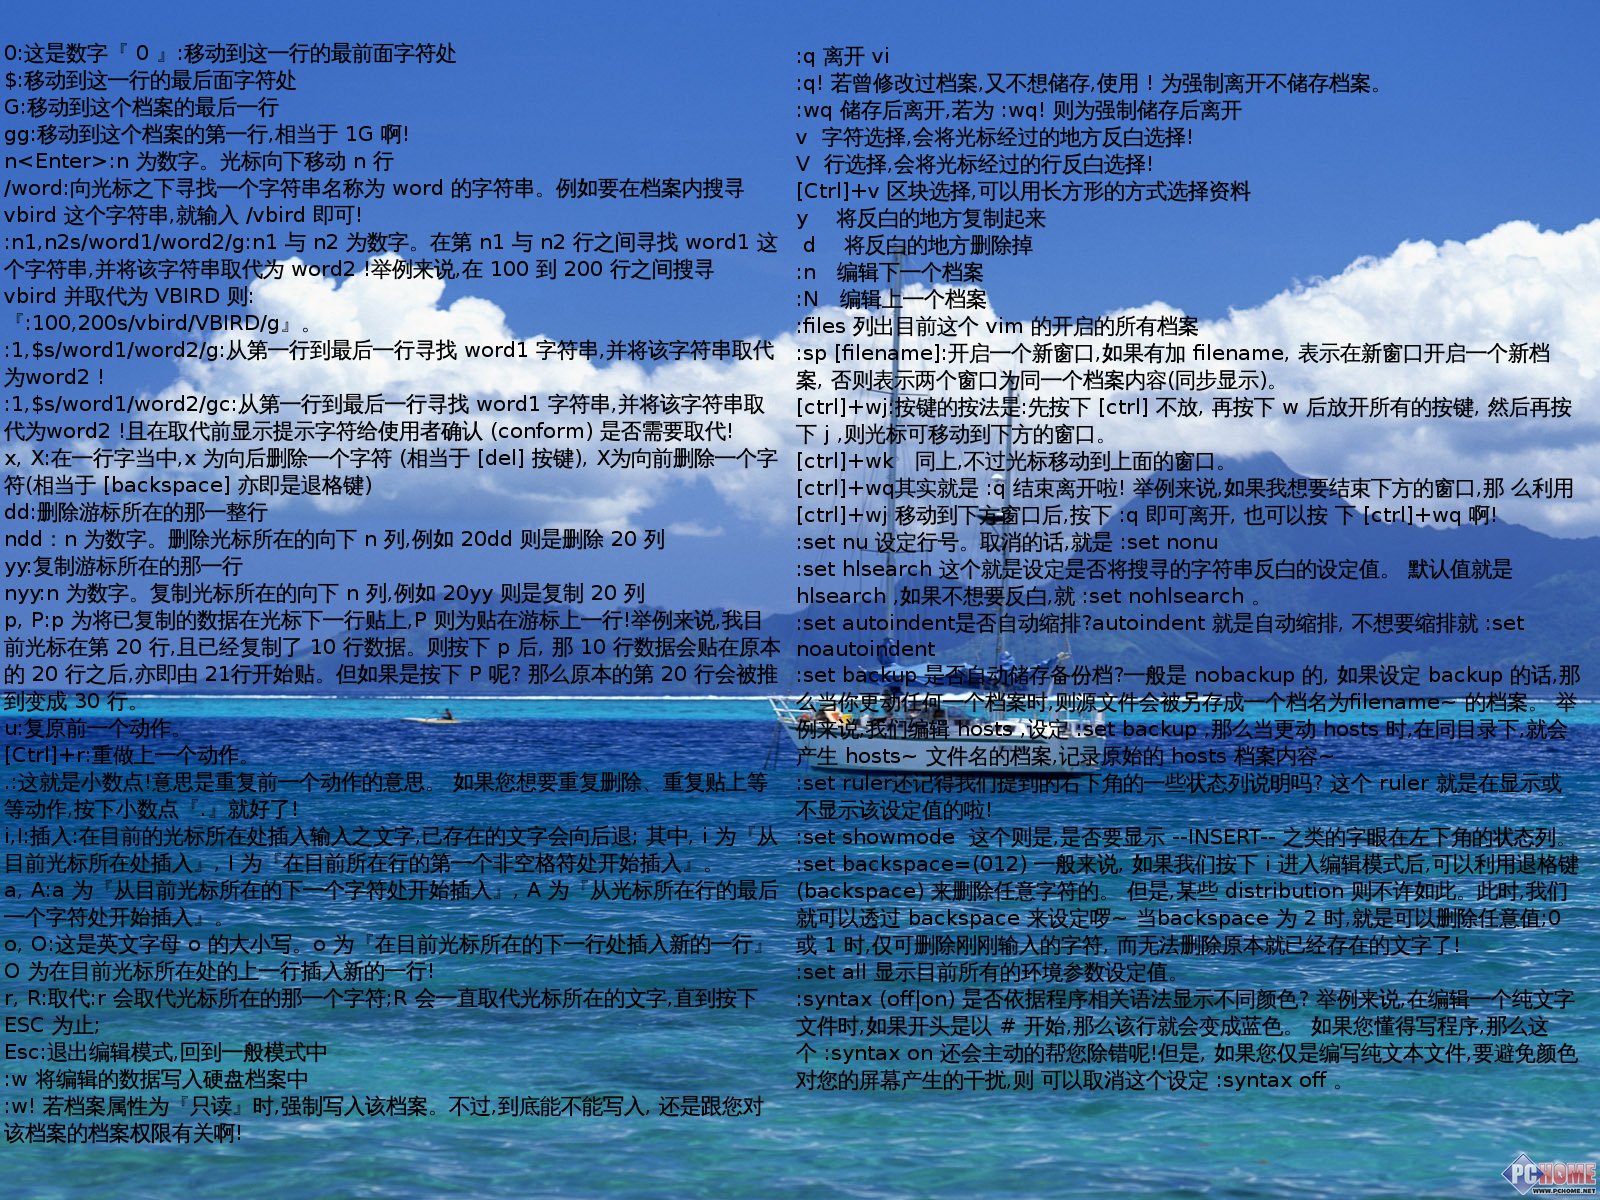 0:这是数字『 0 』:移动到这一行的最前面字符处
$:移动到这一行的最后面字符处
G:移动到这个档案的最后一行
gg:移动到这个档案的第一行,相当于 1G 啊!
n<Enter>:n 为数字。光标向下移动 n 行
/word:向光标之下寻找一个字符串名称为 word 的字符串。例如要在档案内搜寻
vbird 这个字符串,就输入 /vbird 即可!
:n1,n2s/word1/word2/g:n1 与 n2 为数字。在第 n1 与 n2 行之间寻找 word1 这
个字符串,并将该字符串取代为 word2 !举例来说,在 100 到 200 行之间搜寻
vbird 并取代为 VBIRD 则:
『:100,200s/vbird/VBIRD/g』。
:1,$s/word1/word2/g:从第一行到最后一行寻找 word1 字符串,并将该字符串取代
为word2 !
:1,$s/word1/word2/gc:从第一行到最后一行寻找 word1 字符串,并将该字符串取
代为word2 !且在取代前显示提示字符给使用者确认 (conform) 是否需要取代!
x, X:在一行字当中,x 为向后删除一个字符 (相当于 [del] 按键), X为向前删除一个字
符(相当于 [backspace] 亦即是退格键)
dd:删除游标所在的那一整行
ndd : n 为数字。删除光标所在的向下 n 列,例如 20dd 则是删除 20 列
yy:复制游标所在的那一行
nyy:n 为数字。复制光标所在的向下 n 列,例如 20yy 则是复制 20 列
p, P:p 为将已复制的数据在光标下一行贴上,P 则为贴在游标上一行!举例来说,我目
前光标在第 20 行,且已经复制了 10 行数据。则按下 p 后, 那 10 行数据会贴在原本
的 20 行之后,亦即由 21行开始贴。但如果是按下 P 呢? 那么原本的第 20 行会被推
到变成 30 行。
u:复原前一个动作。
[Ctrl]+r:重做上一个动作。
.:这就是小数点!意思是重复前一个动作的意思。 如果您想要重复删除、重复贴上等
等动作,按下小数点『.』就好了!
i,I:插入:在目前的光标所在处插入输入之文字,已存在的文字会向后退; 其中, i 为『从
目前光标所在处插入』, I 为『在目前所在行的第一个非空格符处开始插入』。
a, A:a 为『从目前光标所在的下一个字符处开始插入』, A 为『从光标所在行的最后
一个字符处开始插入』。
o, O:这是英文字母 o 的大小写。o 为『在目前光标所在的下一行处插入新的一行』
O 为在目前光标所在处的上一行插入新的一行!
r, R:取代:r 会取代光标所在的那一个字符;R 会一直取代光标所在的文字,直到按下
ESC 为止;
Esc:退出编辑模式,回到一般模式中
:w 将编辑的数据写入硬盘档案中
:w! 若档案属性为『只读』时,强制写入该档案。不过,到底能不能写入, 还是跟您对
该档案的档案权限有关啊!
:q 离开 vi
:q! 若曾修改过档案,又不想储存,使用 ! 为强制离开不储存档案。
:wq 储存后离开,若为 :wq! 则为强制储存后离开
v 字符选择,会将光标经过的地方反白选择!
V 行选择,会将光标经过的行反白选择!
[Ctrl]+v 区块选择,可以用长方形的方式选择资料
y 将反白的地方复制起来
d 将反白的地方删除掉
:n 编辑下一个档案
:N 编辑上一个档案
:files 列出目前这个 vim 的开启的所有档案
:sp [filename]:开启一个新窗口,如果有加 filename, 表示在新窗口开启一个新档
案, 否则表示两个窗口为同一个档案内容(同步显示)。
[ctrl]+wj:按键的按法是:先按下 [ctrl] 不放, 再按下 w 后放开所有的按键, 然后再按
下 j ,则光标可移动到下方的窗口。
[ctrl]+wk 同上,不过光标移动到上面的窗口。
[ctrl]+wq其实就是 :q 结束离开啦! 举例来说,如果我想要结束下方的窗口,那 么利用
[ctrl]+wj 移动到下方窗口后,按下 :q 即可离开, 也可以按 下 [ctrl]+wq 啊!
:set nu 设定行号。取消的话,就是 :set nonu
:set hlsearch 这个就是设定是否将搜寻的字符串反白的设定值。 默认值就是
hlsearch ,如果不想要反白,就 :set nohlsearch 。
:set autoindent是否自动缩排?autoindent 就是自动缩排, 不想要缩排就 :set
noautoindent
:set backup 是否自动储存备份档?一般是 nobackup 的, 如果设定 backup 的话,那
么当你更动任何一个档案时,则源文件会被另存成一个档名为filename~ 的档案。 举
例来说,我们编辑 hosts ,设定 :set backup ,那么当更动 hosts 时,在同目录下,就会
产生 hosts~ 文件名的档案,记录原始的 hosts 档案内容~
:set ruler还记得我们提到的右下角的一些状态列说明吗? 这个 ruler 就是在显示或
不显示该设定值的啦!
:set showmode 这个则是,是否要显示 --INSERT-- 之类的字眼在左下角的状态列。
:set backspace=(012) 一般来说, 如果我们按下 i 进入编辑模式后,可以利用退格键
(backspace) 来删除任意字符的。 但是,某些 distribution 则不许如此。此时,我们
就可以透过 backspace 来设定啰~ 当backspace 为 2 时,就是可以删除任意值;0
或 1 时,仅可删除刚刚输入的字符, 而无法删除原本就已经存在的文字了!
:set all 显示目前所有的环境参数设定值。
:syntax (off|on) 是否依据程序相关语法显示不同颜色? 举例来说,在编辑一个纯文字
文件时,如果开头是以 # 开始,那么该行就会变成蓝色。 如果您懂得写程序,那么这
个 :syntax on 还会主动的帮您除错呢!但是, 如果您仅是编写纯文本文件,要避免颜色
对您的屏幕产生的干扰,则 可以取消这个设定 :syntax off 。
PCHOME
WWW.PCHOME.NET